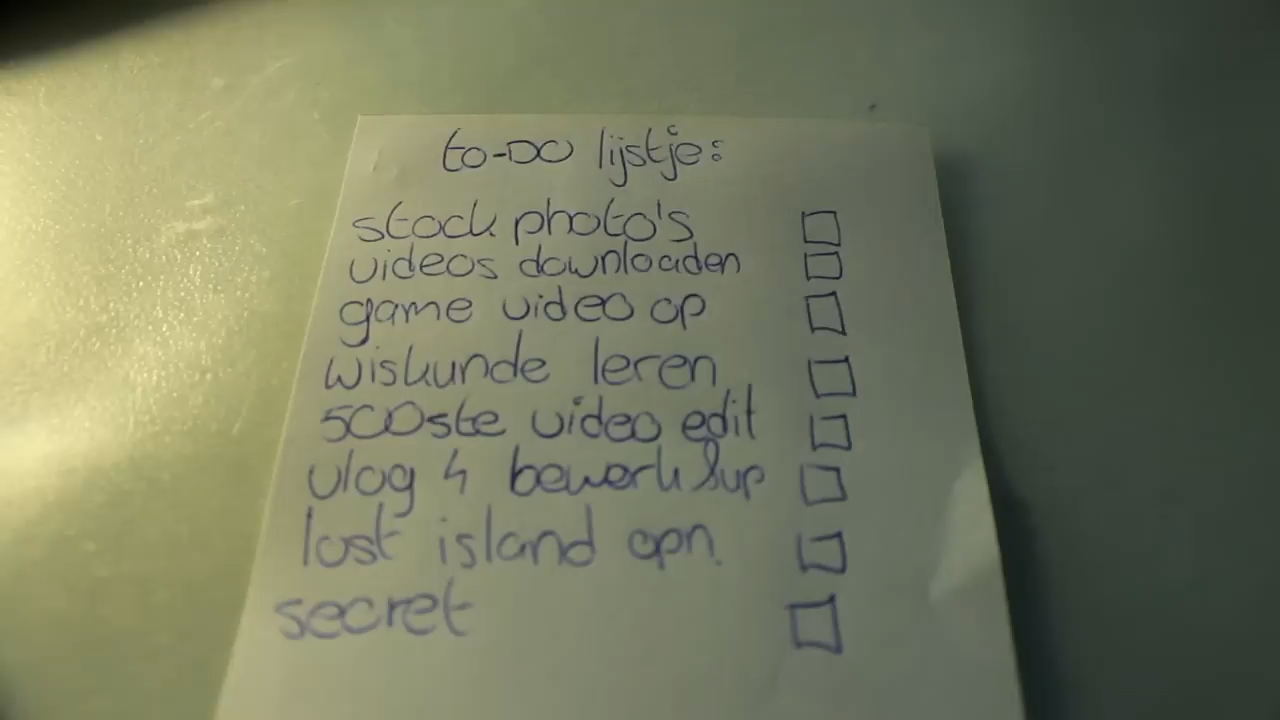 to-DO lijstje:
stock photo's
videos downloaden
game video op
wiskunde leren
500ste video edit
vlog 4 bewerk &up
lost island opn.
secret